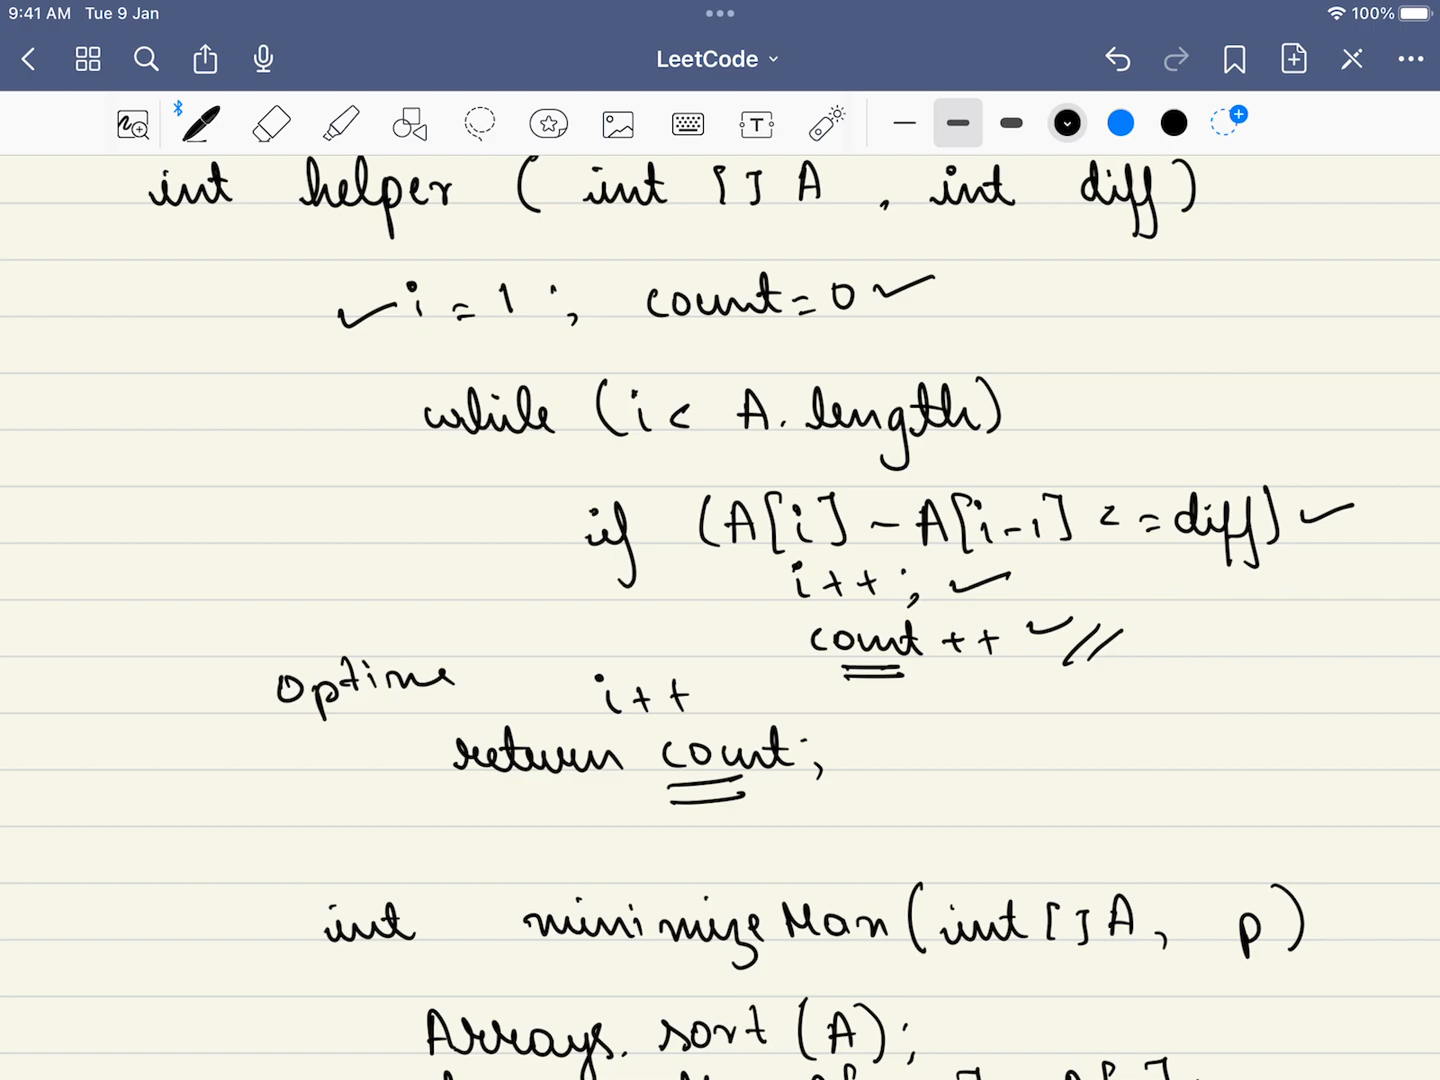 9:41 AM Tue 9 Jan 100%
LeetCode
int helper ( int [] A , int diff)
i = 1 ; count = 0
while (i < A. length)
if (A[i] - A[i-1] <= diff)
i++ ;
count ++
i++
return count ;
int minimizeMax (int [] A, p)
Arrays. sort (A) ;